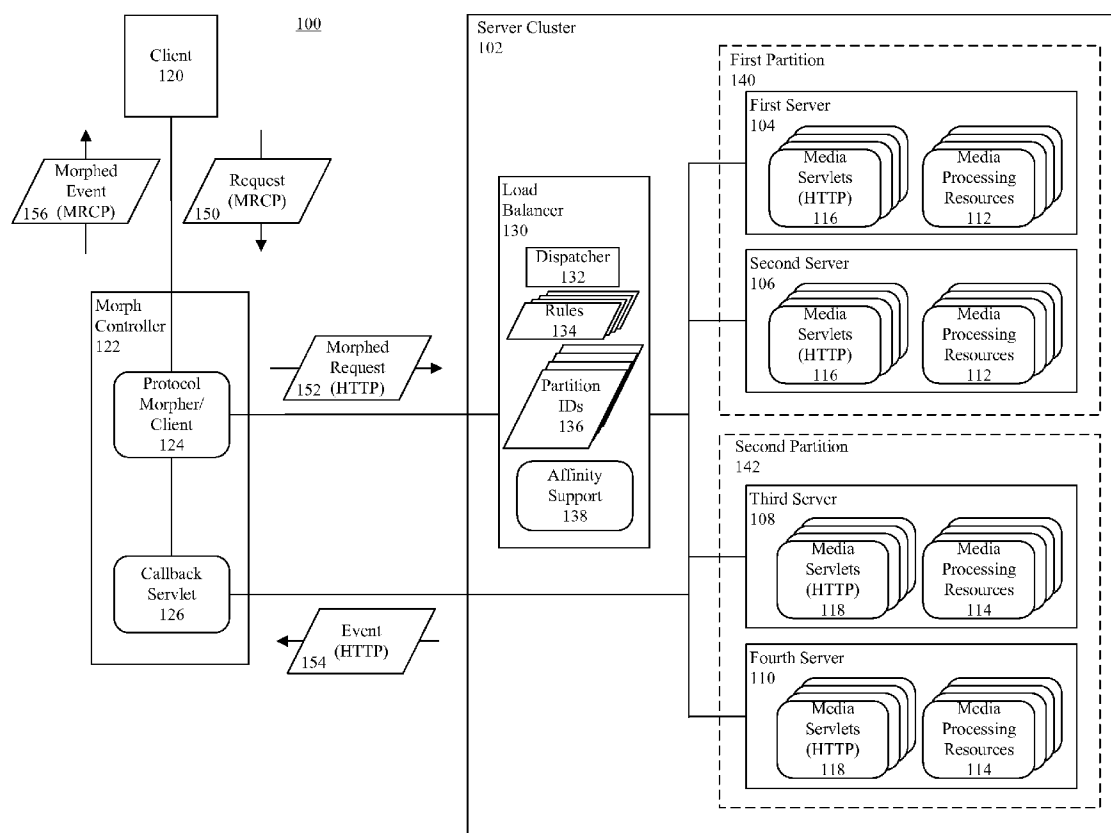 100
Client
120
Morphed
Event
(MRCP)
156
Request
(MRCP)
150
Morph
Controller
122
Protocol
Morpher/
Client
124
Callback
Servlet
126
Morphed
Request
(HTTP)
152
Event
(HTTP)
154
Server Cluster
102
Load
Balancer
130
Dispatcher
132
Rules
134
Partition
IDs
136
Affinity
Support
138
First Partition
140
First Server
104
Media
Servlets
(HTTP)
116
Media
Processing
Resources
112
Second Server
106
Media
Servlets
(HTTP)
116
Media
Processing
Resources
112
Second Partition
142
Third Server
108
Media
Servlets
(HTTP)
118
Media
Processing
Resources
114
Fourth Server
110
Media
Servlets
(HTTP)
118
Media
Processing
Resources
114